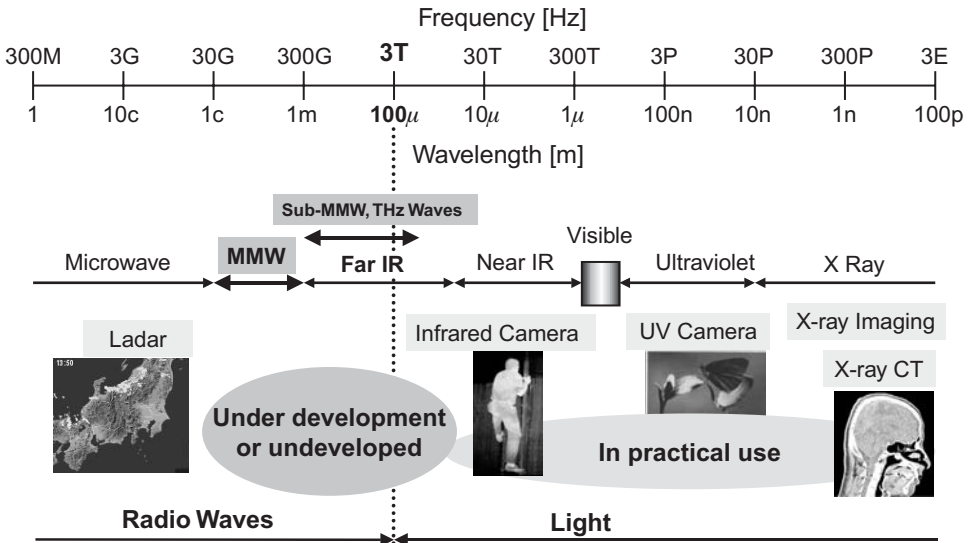 Frequency [Hz]
300M 3G 30G 300G 3T 30T 300T 3P 30P 300P 3E
1 10c 1c 1m 100μ 10μ 1μ 100n 10n 1n 100p
Wavelength [m]
Sub-MMW, THz Waves
Visible
Microwave MMW Far IR Near IR Ultraviolet X Ray
Ladar Infrared Camera UV Camera X-ray Imaging
X-ray CT
13:50
Under development
or undeveloped
In practical use
Radio Waves Light